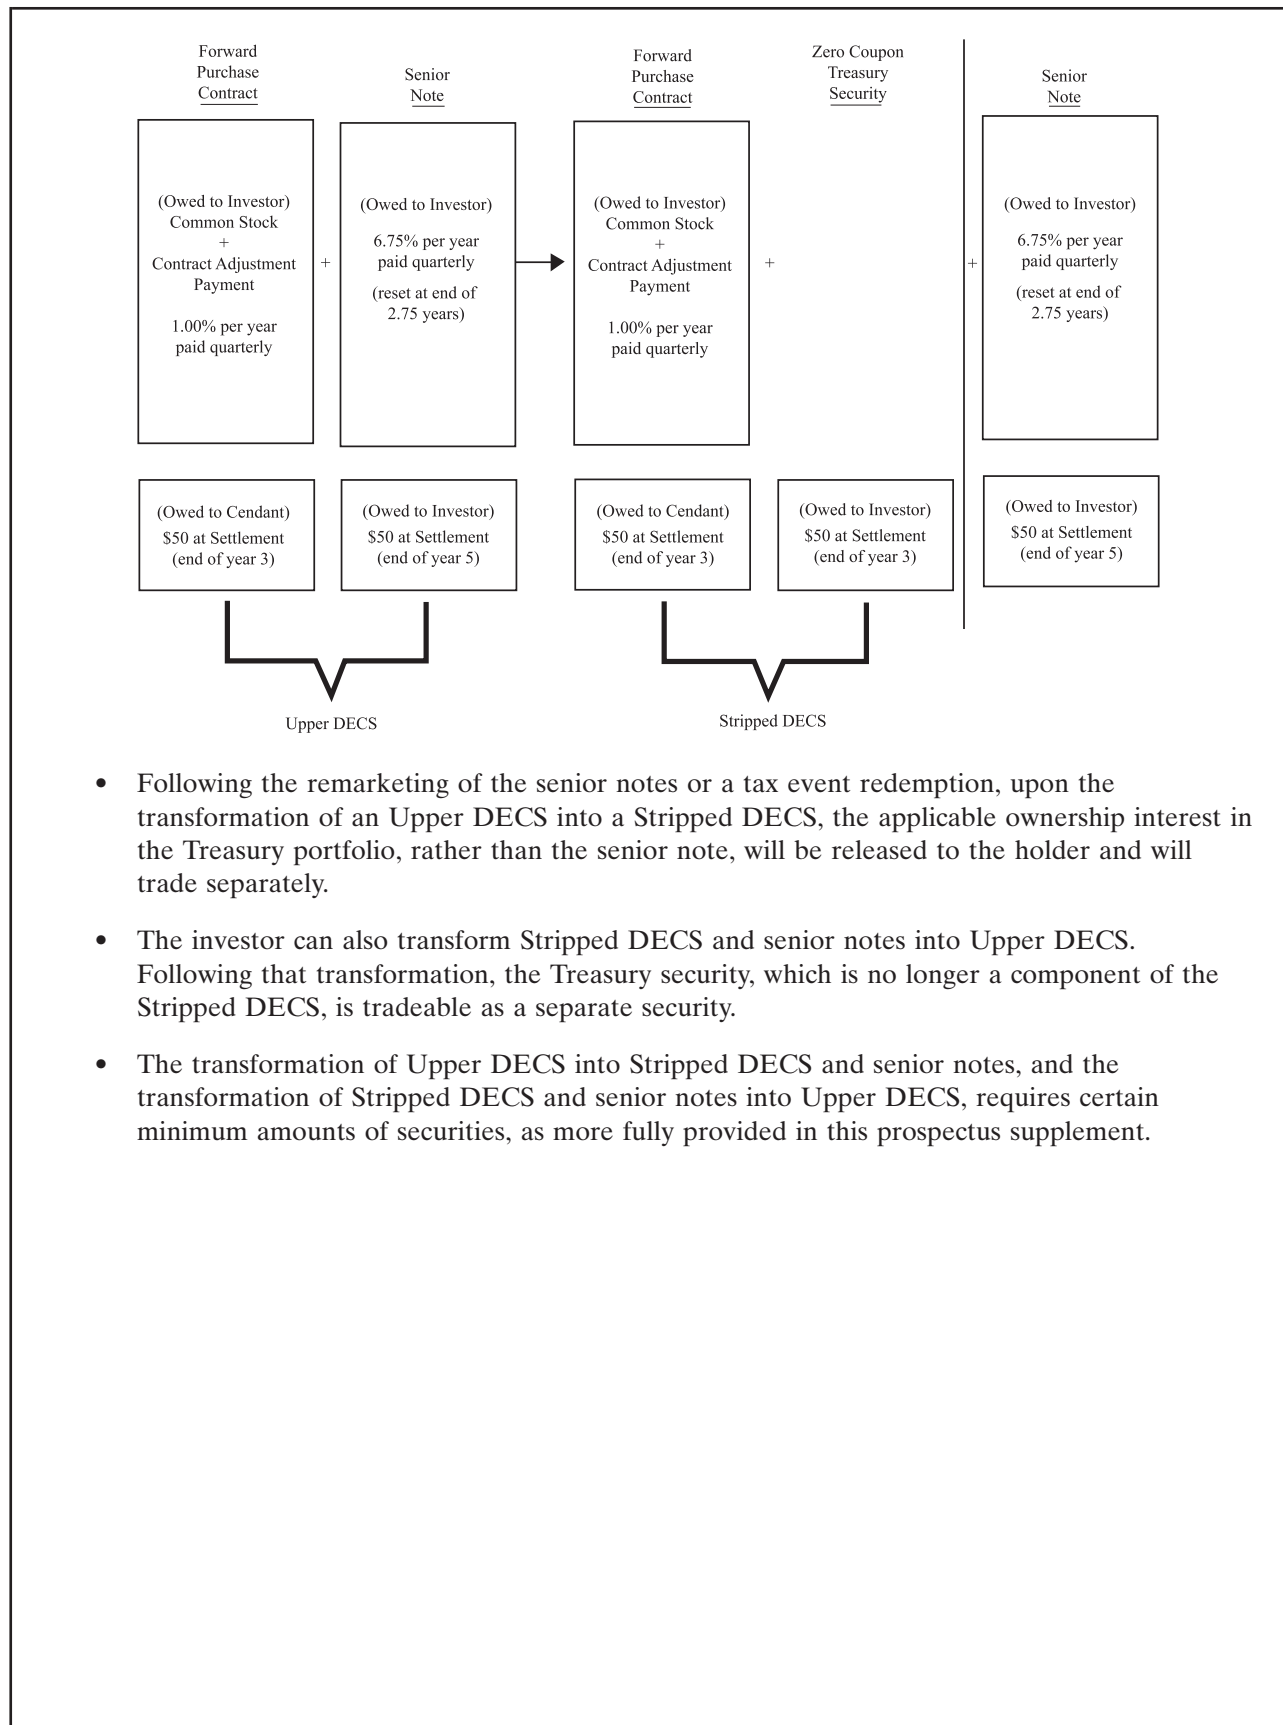 Forward
Purchase
Contract
Senior
Note
Forward
Purchase
Contract
Zero Coupon
Treasury
Security
Senior
Note
(Owed to Investor)
Common Stock
+
Contract Adjustment
Payment
1.00% per year
paid quarterly
+
(Owed to Investor)
6.75% per year
paid quarterly
(reset at end of
2.75 years)
(Owed to Investor)
Common Stock
+
Contract Adjustment
Payment
1.00% per year
paid quarterly
+
+
(Owed to Investor)
6.75% per year
paid quarterly
(reset at end of
2.75 years)
(Owed to Cendant)
$50 at Settlement
(end of year 3)
(Owed to Investor)
$50 at Settlement
(end of year 5)
(Owed to Cendant)
$50 at Settlement
(end of year 3)
(Owed to Investor)
$50 at Settlement
(end of year 3)
(Owed to Investor)
$50 at Settlement
(end of year 5)
Upper DECS
Stripped DECS
• Following the remarketing of the senior notes or a tax event redemption, upon the
transformation of an Upper DECS into a Stripped DECS, the applicable ownership interest in
the Treasury portfolio, rather than the senior note, will be released to the holder and will
trade separately.
• The investor can also transform Stripped DECS and senior notes into Upper DECS.
Following that transformation, the Treasury security, which is no longer a component of the
Stripped DECS, is tradeable as a separate security.
• The transformation of Upper DECS into Stripped DECS and senior notes, and the
transformation of Stripped DECS and senior notes into Upper DECS, requires certain
minimum amounts of securities, as more fully provided in this prospectus supplement.